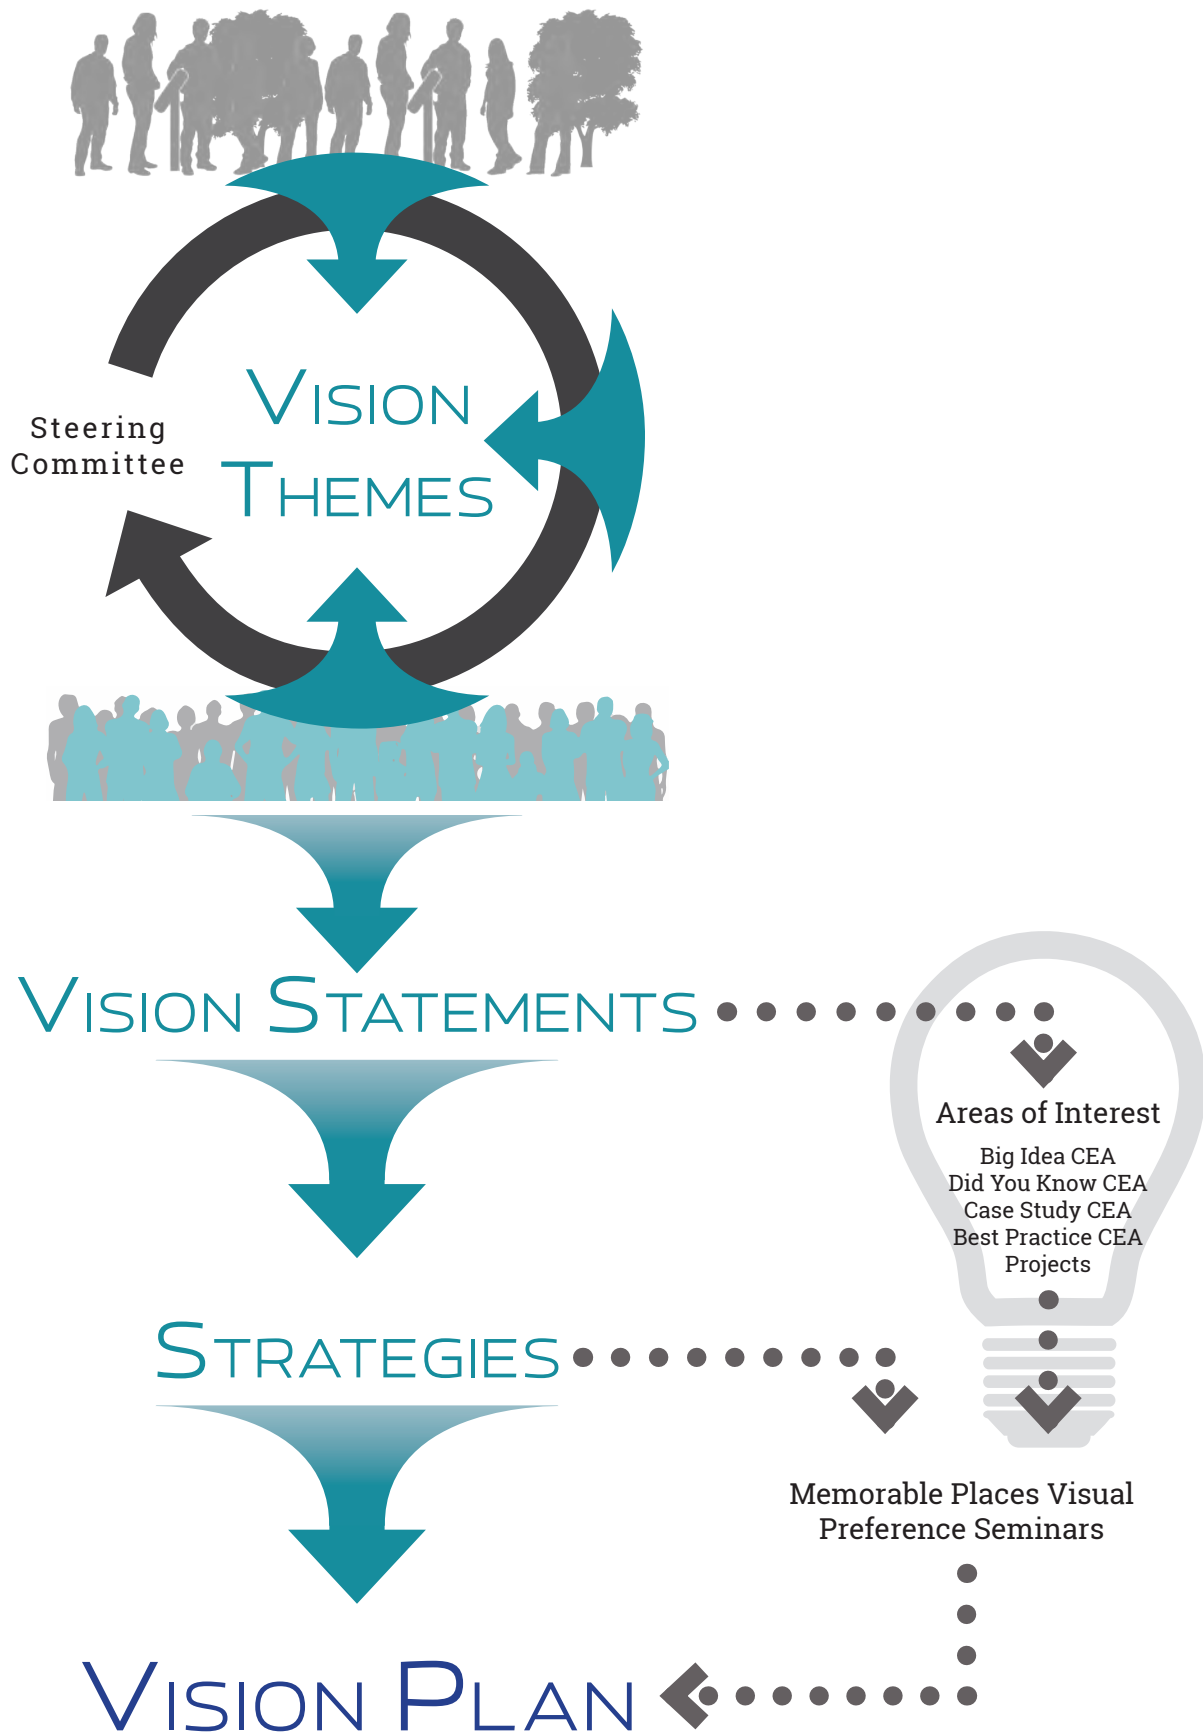 Steering
Committee
VISION
THEMES
VISION STATEMENTS
Areas of Interest
Big Idea CEA
Did You Know CEA
Case Study CEA
Best Practice CEA
Projects
STRATEGIES
Memorable Places Visual
Preference Seminars
VISION PLAN